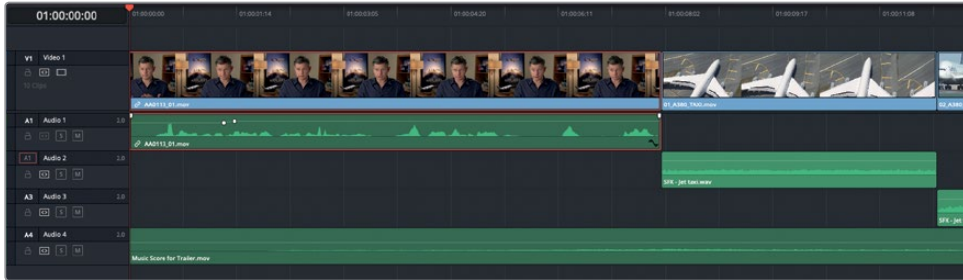 01:00:00:00
01:00:00:00 01:00:01:14 01:00:03:05 01:00:04:20 01:00:06:11 01:00:08:02 01:00:09:17 01:00:11:08
V1 Video 1
AA0113_01.mov
01_A380_TAXI.mov
02_A380
A1 Audio 1 2.0
S M
AA0113_01.mov
A1 Audio 2 2.0
S M
SFX - Jet taxi.wav
A3 Audio 3 2.0
S M
SFX - Jet
A4 Audio 4 2.0
S M
Music Score for Trailer.mov